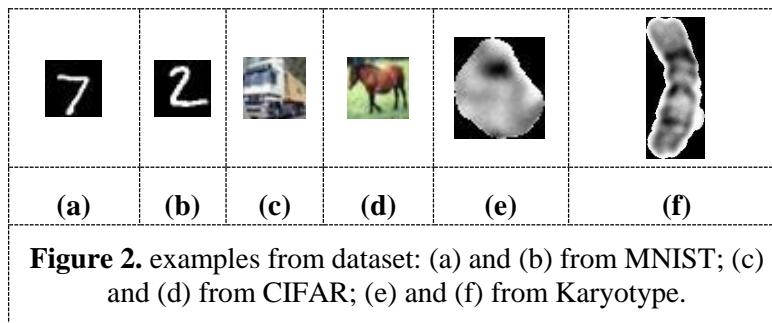 7 2
(a) (b) (c) (d) (e) (f)
Figure 2. examples from dataset: (a) and (b) from MNIST; (c)
and (d) from CIFAR; (e) and (f) from Karyotype.